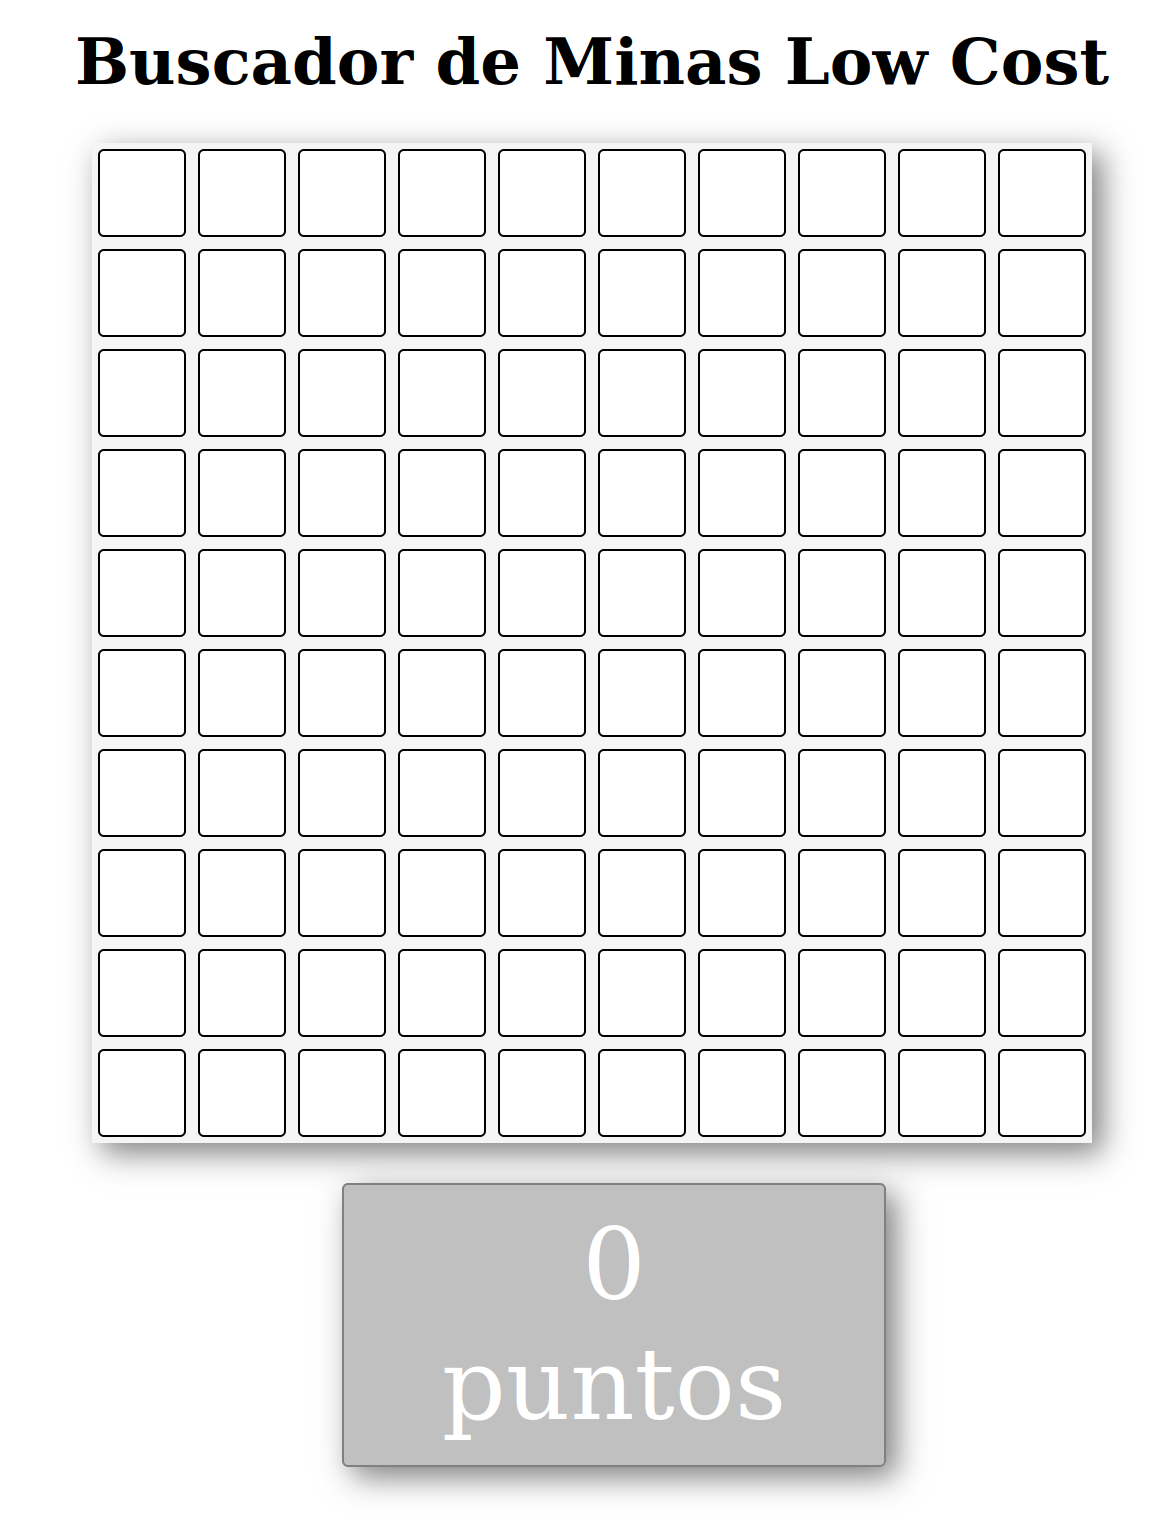 Buscador de Minas Low Cost
0
puntos